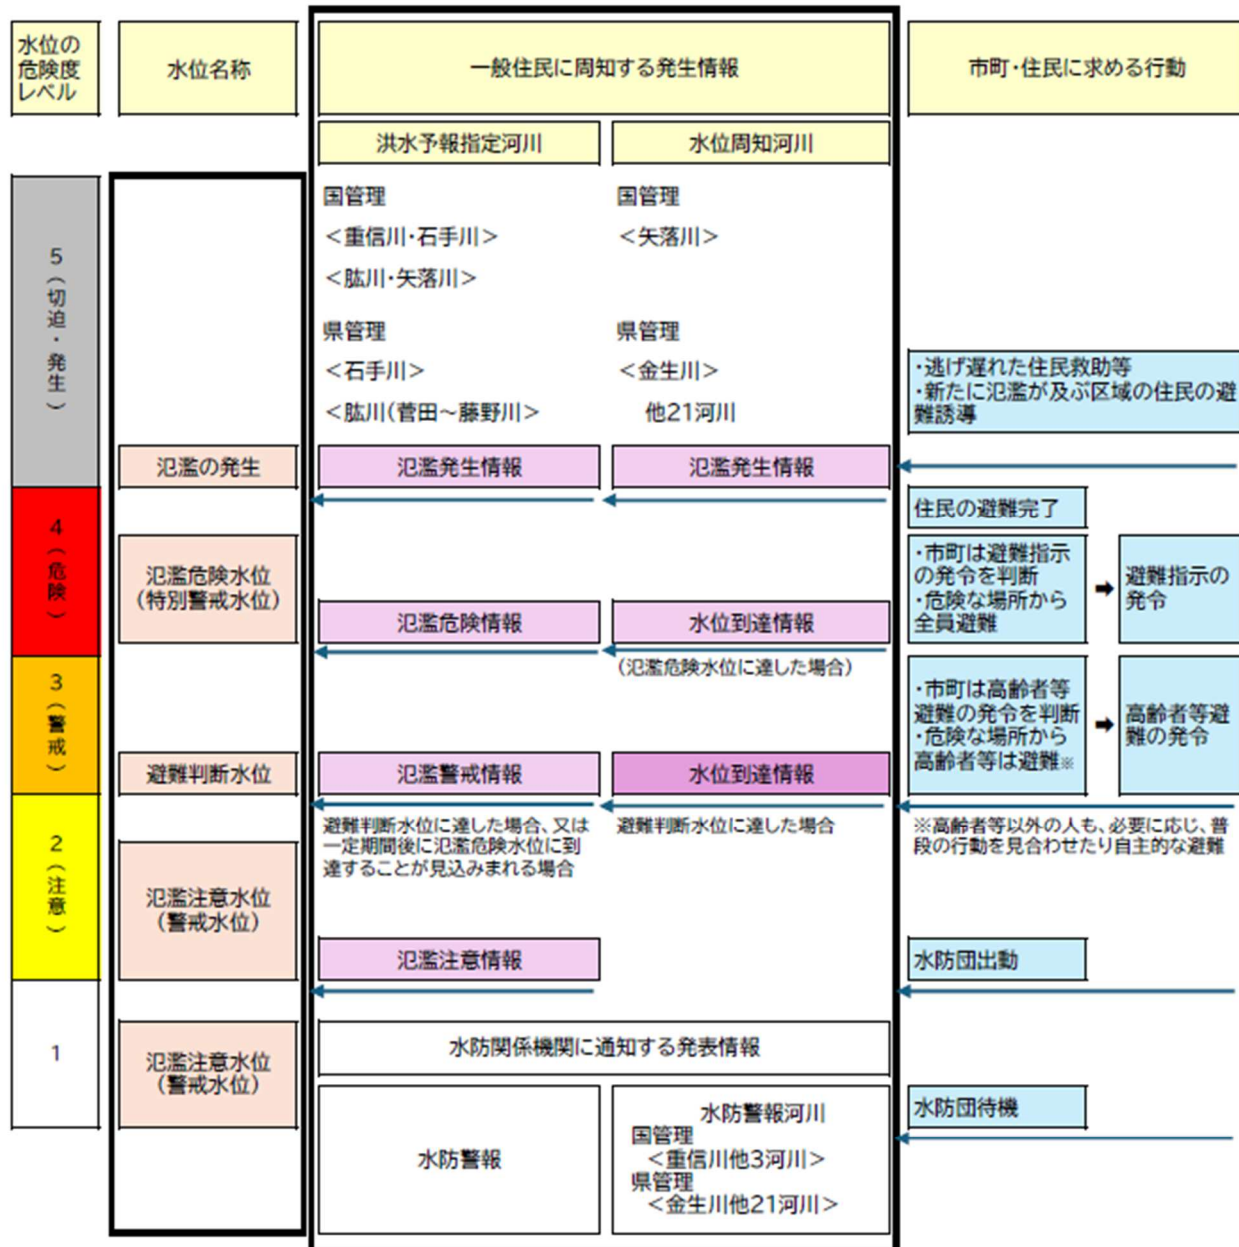 水位の
危険度
レベル
水位名称
一般住民に周知する発生情報
市町・住民に求める行動
洪水予報指定河川
水位周知河川
5(切迫・発生)
国管理
<重信川・石手川>
<肱川・矢落川>
県管理
<石手川>
<肱川(菅田～藤野川>
国管理
<矢落川>
県管理
<金生川>
他21河川
・逃げ遅れた住民救助等
・新たに氾濫が及ぶ区域の住民の避
難誘導
氾濫の発生
氾濫発生情報
氾濫発生情報
4(危険)
住民の避難完了
氾濫危険水位
(特別警戒水位)
氾濫危険情報
水位到達情報
(氾濫危険水位に達した場合)
・市町は避難指示
の発令を判断
・危険な場所から
全員避難
➡
避難指示の
発令
3(警戒)
・市町は高齢者等
避難の発令を判断
・危険な場所から
高齢者等は避難※
➡
高齢者等避
難の発令
避難判断水位
氾濫警戒情報
水位到達情報
避難判断水位に達した場合、又は
一定期間後に氾濫危険水位に到
達することが見込みまれる場合
避難判断水位に達した場合
※高齢者等以外の人も、必要に応じ、普
段の行動を見合わせたり自主的な避難
2(注意)
氾濫注意水位
(警戒水位)
氾濫注意情報
水防団出動
1
氾濫注意水位
(警戒水位)
水防関係機関に通知する発表情報
水防警報
水防警報河川
国管理
<重信川他3河川>
県管理
<金生川他21河川>
水防団待機